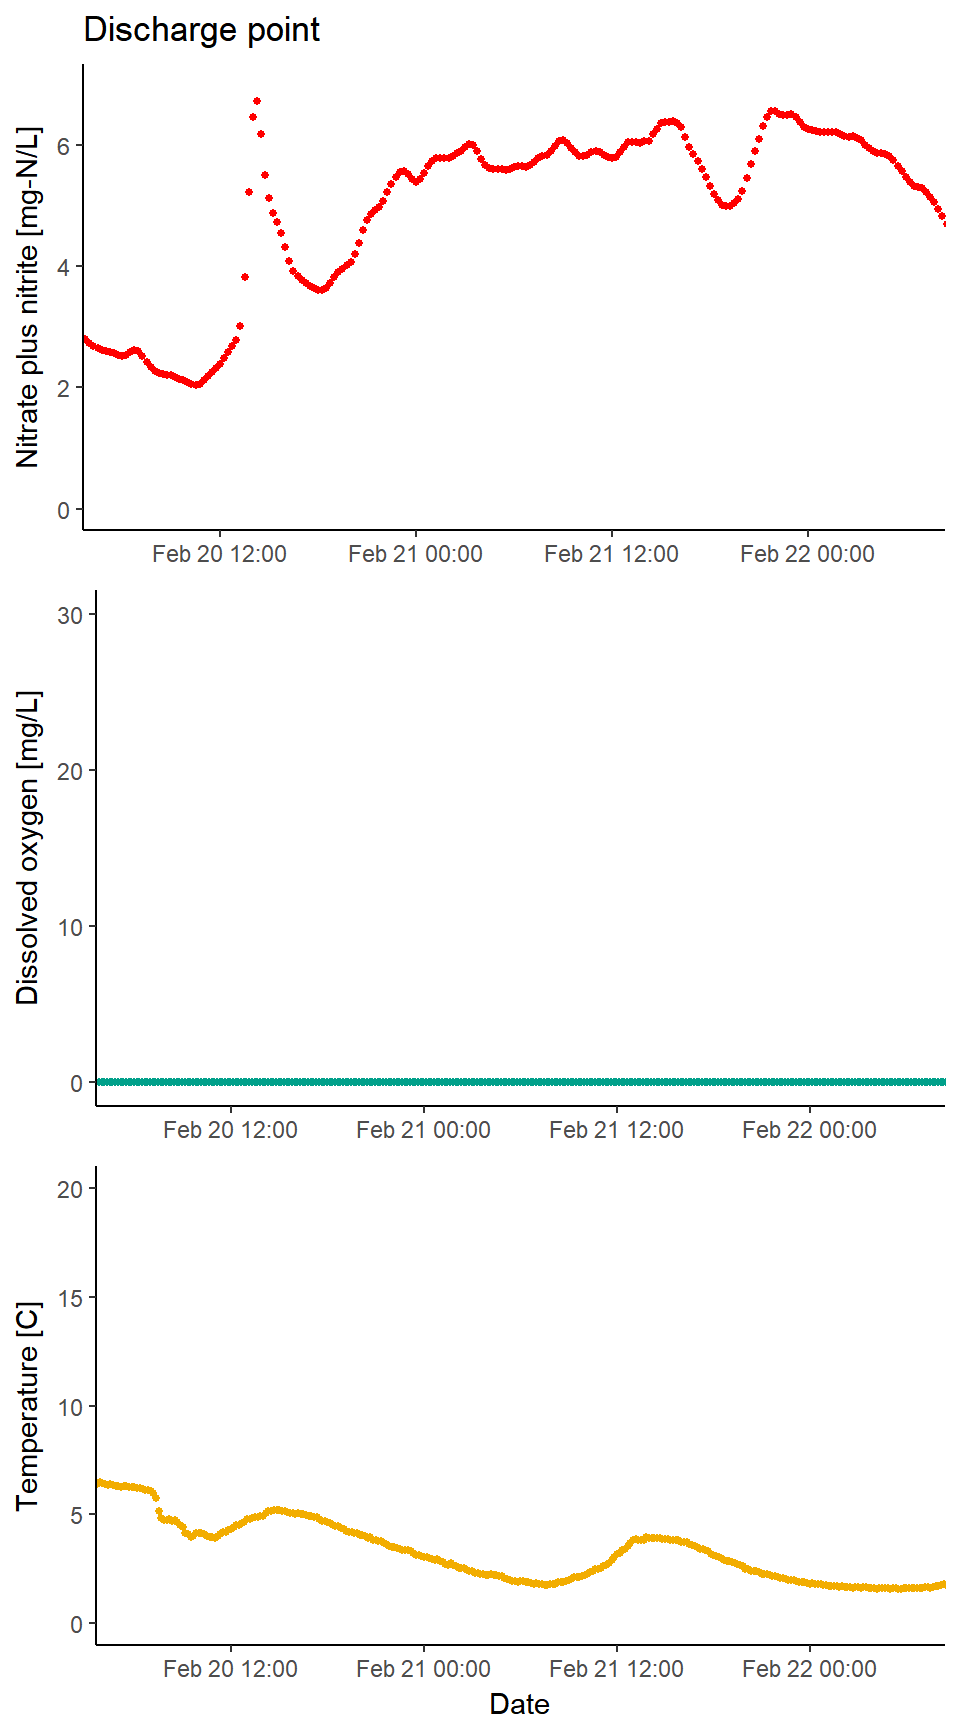 Discharge point
Nitrate plus nitrite [mg-N/L]
6
4
2
0
Feb 20 12:00 Feb 21 00:00 Feb 21 12:00 Feb 22 00:00
Dissolved oxygen [mg/L]
30
20
10
0
Feb 20 12:00 Feb 21 00:00 Feb 21 12:00 Feb 22 00:00
Temperature [C]
20
15
10
5
0
Feb 20 12:00 Feb 21 00:00 Feb 21 12:00 Feb 22 00:00
Date